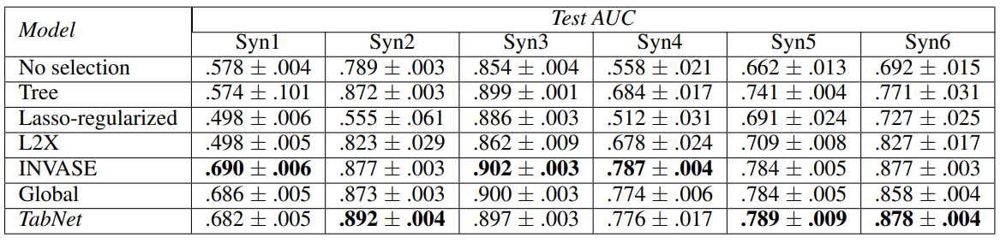 Model Test AUC
Syn1 Syn2 Syn3 Syn4 Syn5 Syn6
No selection .578 ± .004 .789 ± .003 .854 ± .004 .558 ± .021 .662 ± .013 .692 ± .015
Tree .574 ± .101 .872 ± .003 .899 ± .001 .684 ± .017 .741 ± .004 .771 ± .031
Lasso-regularized .498 ± .006 .555 ± .061 .886 ± .003 .512 ± .031 .691 ± .024 .727 ± .025
L2X .498 ± .005 .823 ± .029 .862 ± .009 .678 ± .024 .709 ± .008 .827 ± .017
INVASE .690 ± .006 .877 ± .003 .902 ± .003 .787 ± .004 .784 ± .005 .877 ± .003
Global .686 ± .005 .873 ± .003 .900 ± .003 .774 ± .006 .784 ± .005 .858 ± .004
TabNet .682 ± .005 .892 ± .004 .897 ± .003 .776 ± .017 .789 ± .009 .878 ± .004